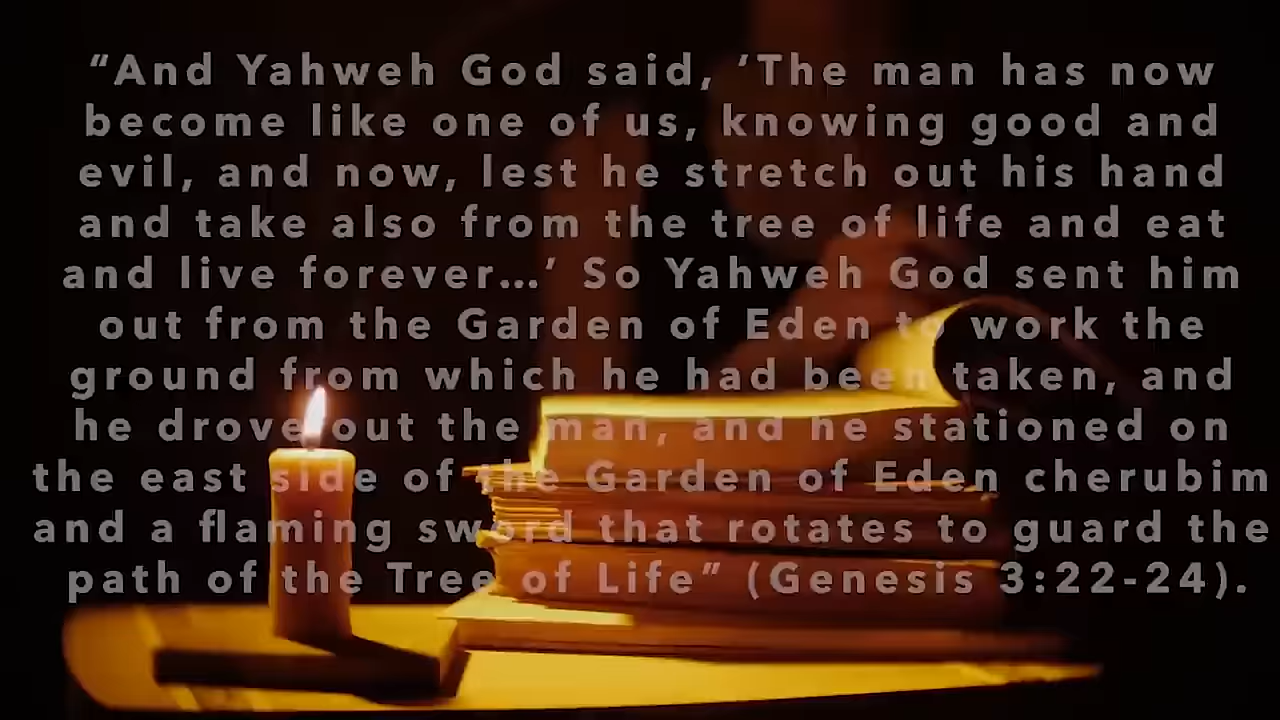 “And Yahweh God said, ‘The man has now
become like one of us, knowing good and
evil, and now, lest he stretch out his hand
and take also from the tree of life and eat
and live forever…’ So Yahweh God sent him
out from the Garden of Eden to work the
ground from which he had been taken, and
he drove out the man, and he stationed on
the east side of the Garden of Eden cherubim
and a flaming sword that rotates to guard the
path of the Tree of Life” (Genesis 3:22-24).